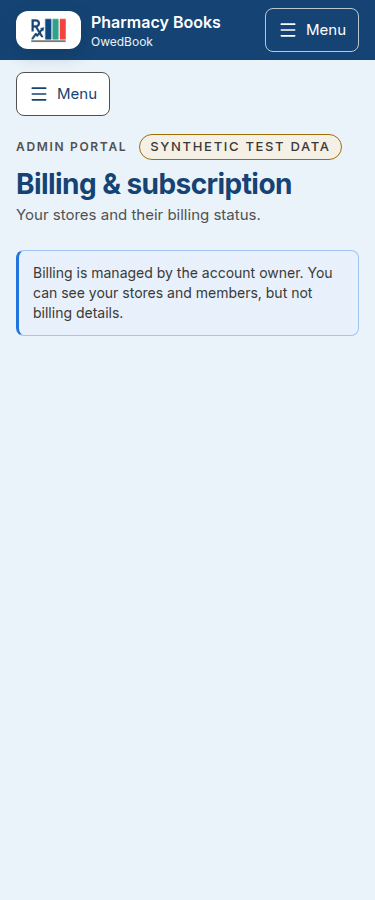 Rx
Pharmacy Books
OwedBook
Menu
Menu
ADMIN PORTAL
SYNTHETIC TEST DATA
Billing & subscription
Your stores and their billing status.
Billing is managed by the account owner. You
can see your stores and members, but not
billing details.